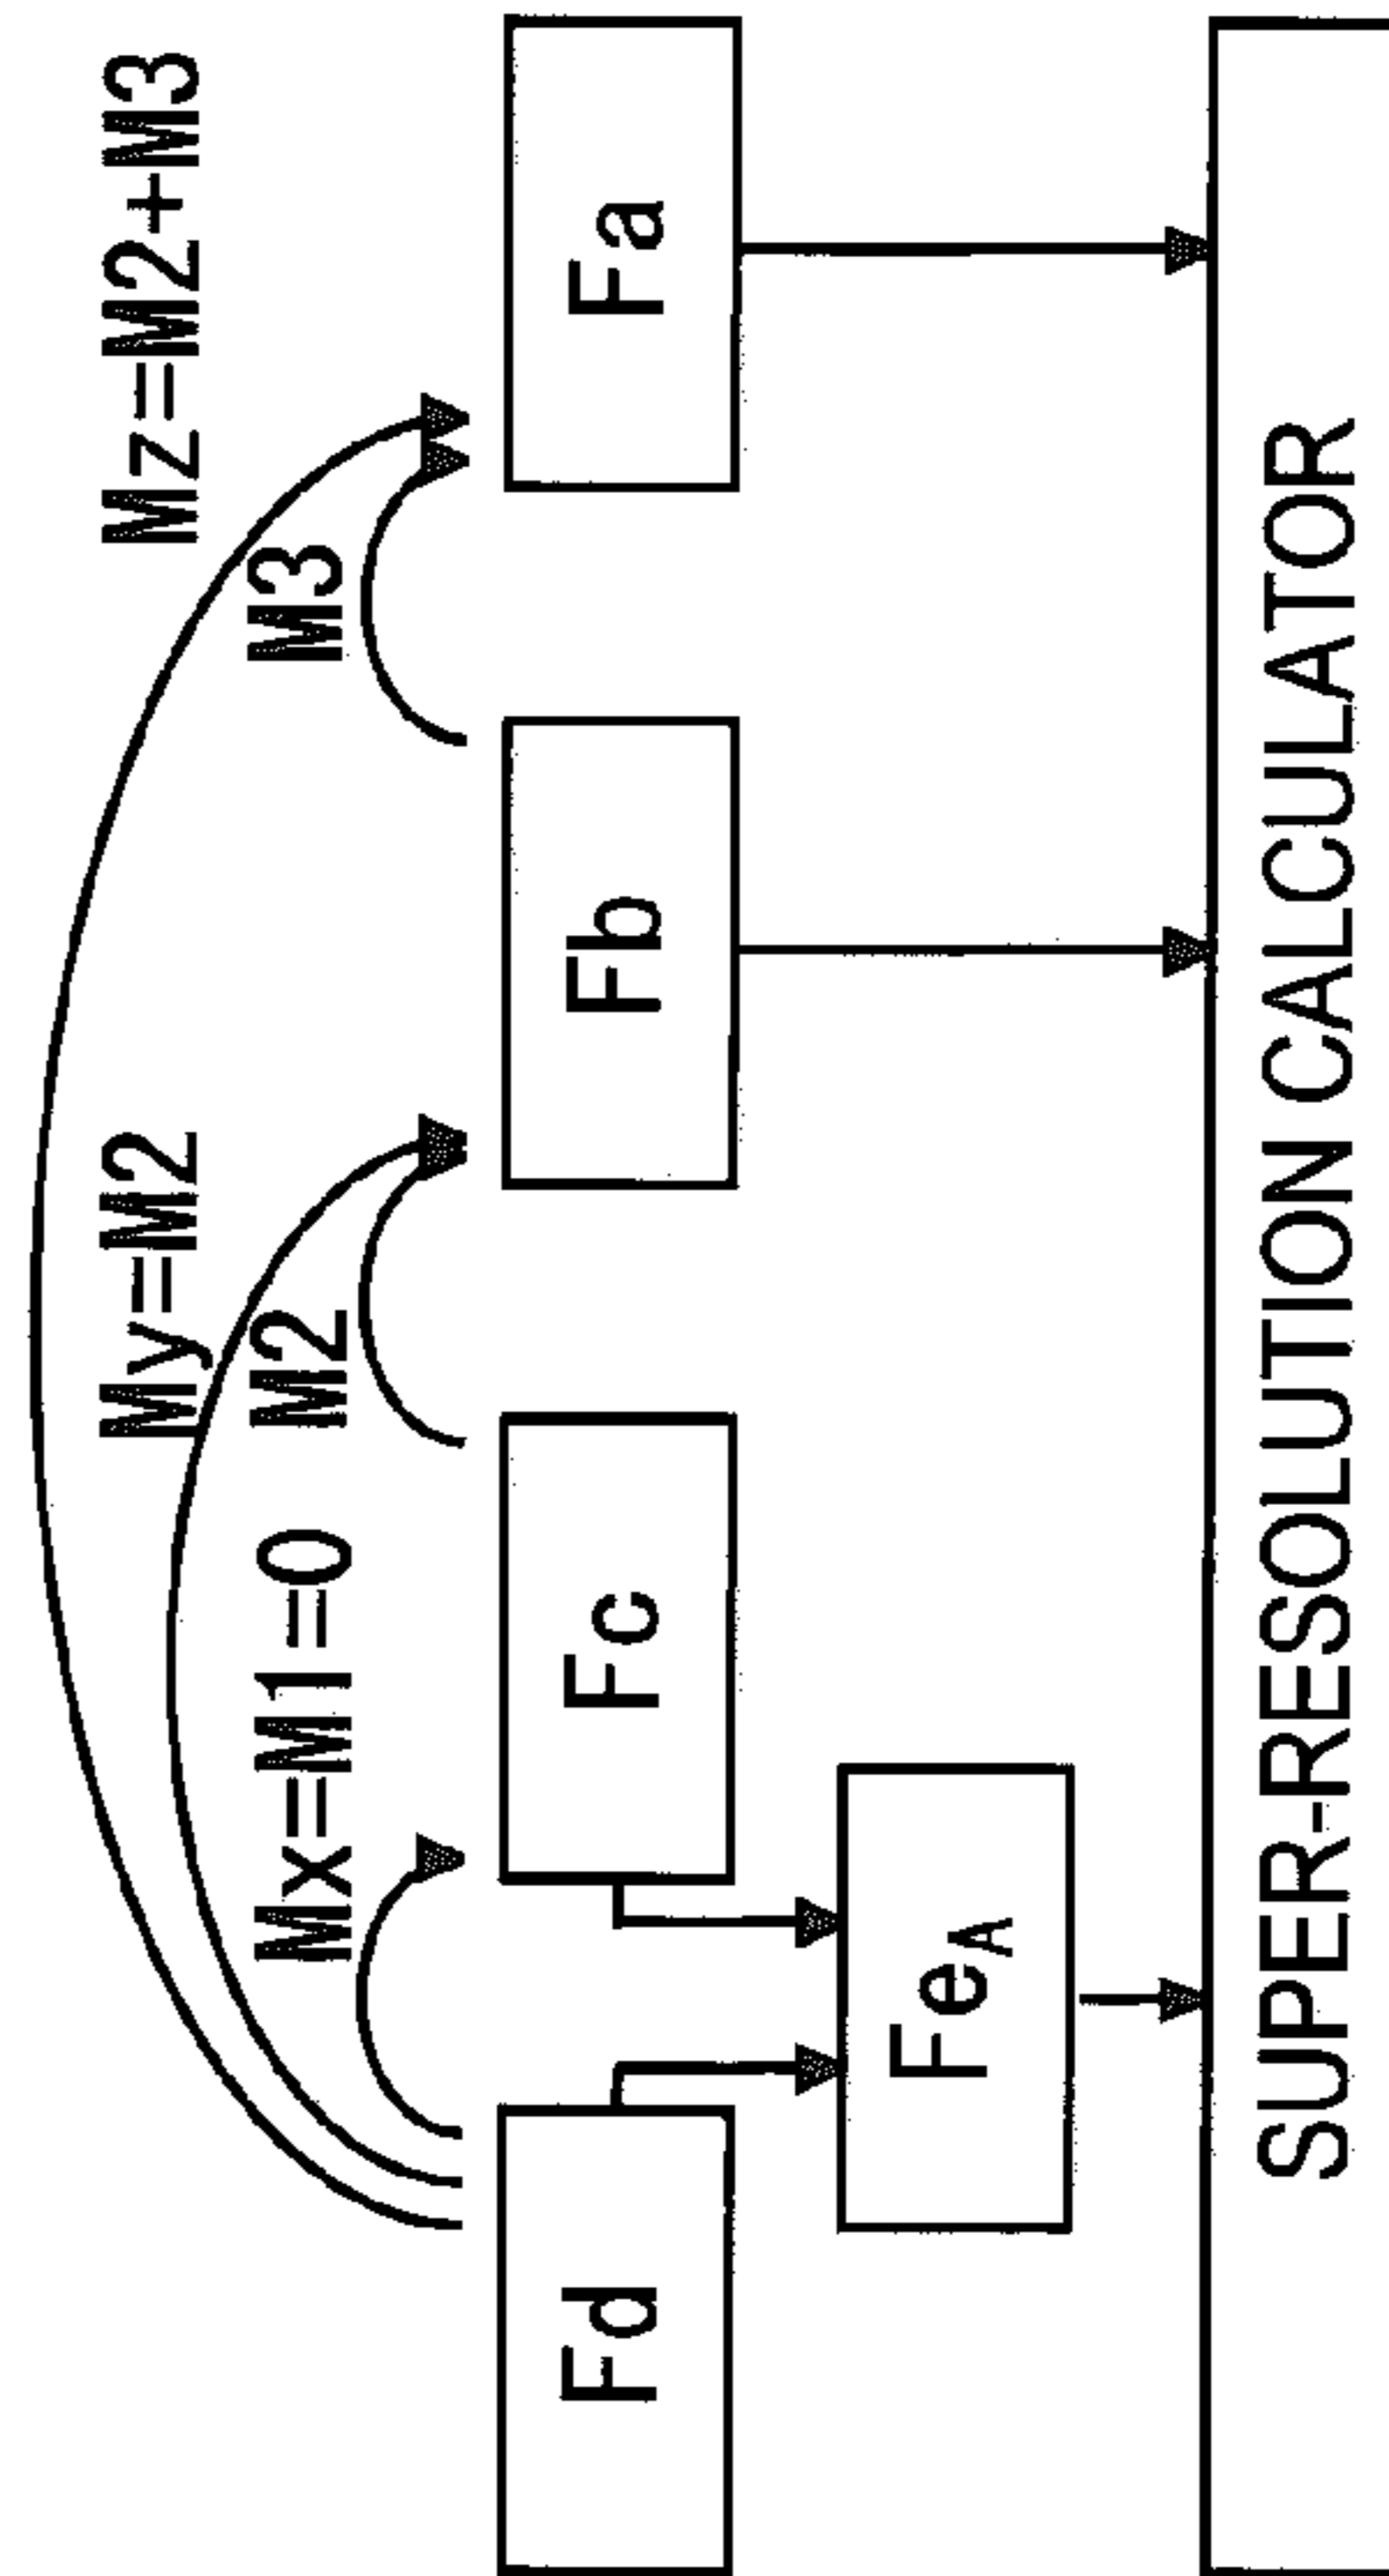 My=M2
Mz=M2+M3
Mx=M1=0
M2
M3
Fd
Fc
Fb
Fa
FeA
SUPER-RESOLUTION CALCULATOR